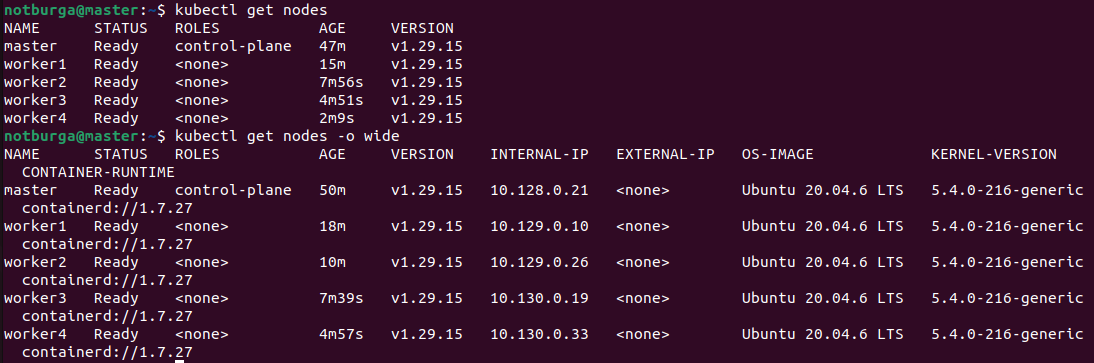 notburga@master:~$ kubectl get nodes
NAME      STATUS   ROLES           AGE     VERSION
master    Ready    control-plane   47m     v1.29.15
worker1   Ready    <none>          15m     v1.29.15
worker2   Ready    <none>          7m56s   v1.29.15
worker3   Ready    <none>          4m51s   v1.29.15
worker4   Ready    <none>          2m9s    v1.29.15
notburga@master:~$ kubectl get nodes -o wide
NAME      STATUS   ROLES           AGE     VERSION    INTERNAL-IP   EXTERNAL-IP   OS-IMAGE             KERNEL-VERSION
  CONTAINER-RUNTIME
master    Ready    control-plane   50m     v1.29.15   10.128.0.21   <none>        Ubuntu 20.04.6 LTS   5.4.0-216-generic
  containerd://1.7.27
worker1   Ready    <none>          18m     v1.29.15   10.129.0.10   <none>        Ubuntu 20.04.6 LTS   5.4.0-216-generic
  containerd://1.7.27
worker2   Ready    <none>          10m     v1.29.15   10.129.0.26   <none>        Ubuntu 20.04.6 LTS   5.4.0-216-generic
  containerd://1.7.27
worker3   Ready    <none>          7m39s   v1.29.15   10.130.0.19   <none>        Ubuntu 20.04.6 LTS   5.4.0-216-generic
  containerd://1.7.27
worker4   Ready    <none>          4m57s   v1.29.15   10.130.0.33   <none>        Ubuntu 20.04.6 LTS   5.4.0-216-generic
  containerd://1.7.27